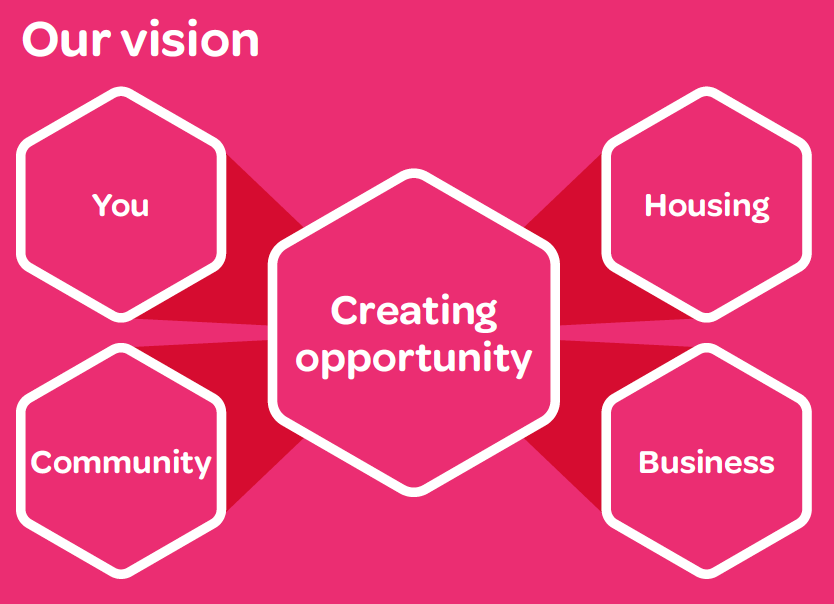 Our vision
You
Housing
Creating
opportunity
Community
Business